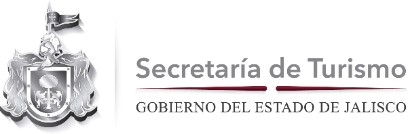 Secretaría de Turismo
GOBIERNO DEL ESTADO DE JALISCO